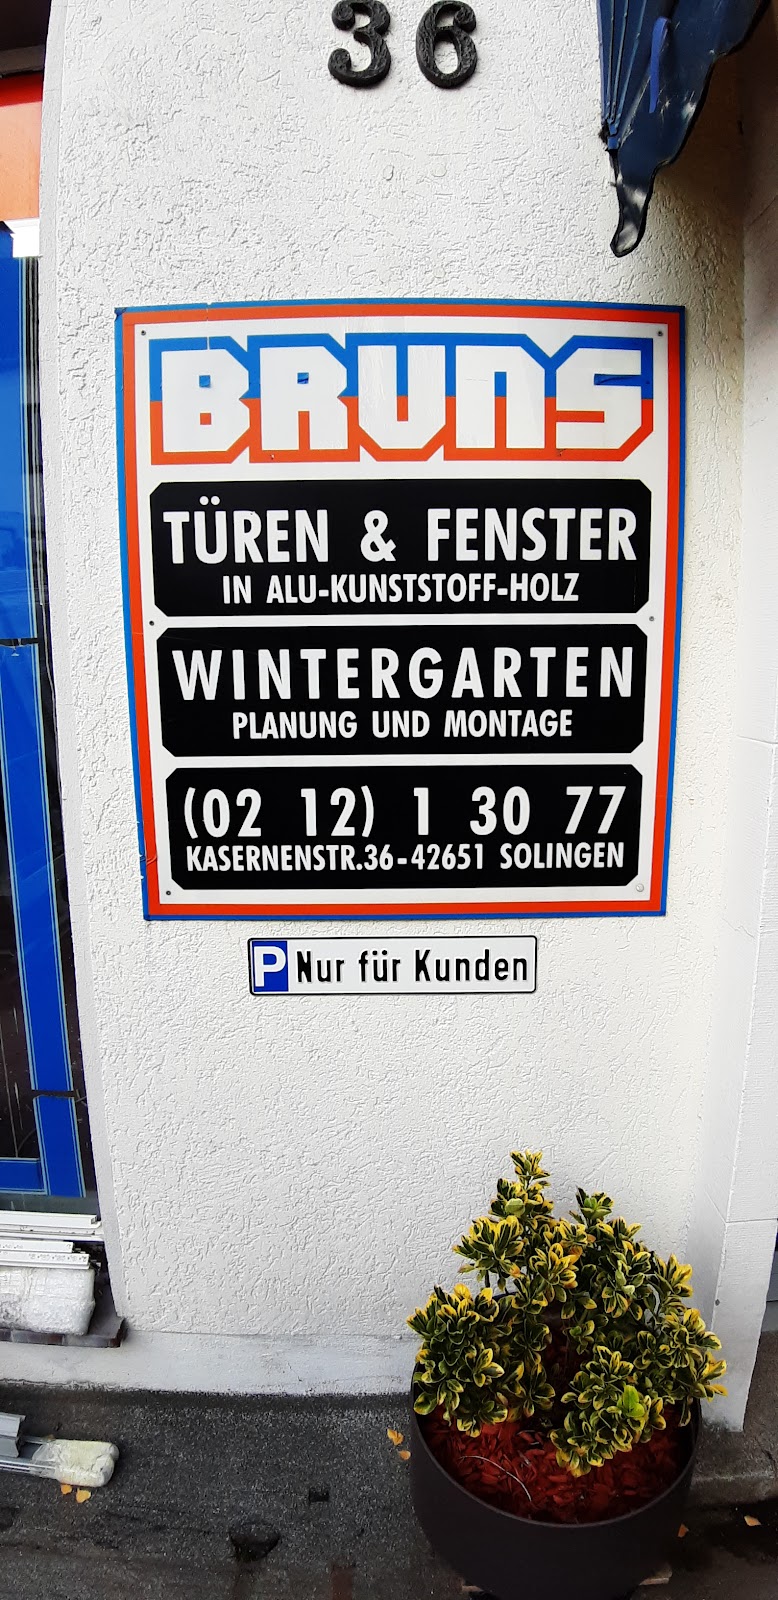 36
BRUNS
TÜREN & FENSTER
IN ALU-KUNSTSTOFF-HOLZ
WINTERGARTEN
PLANUNG UND MONTAGE
(02 12) 1 30 77
KASERNENSTR.36-42651 SOLINGEN
P Nur für Kunden